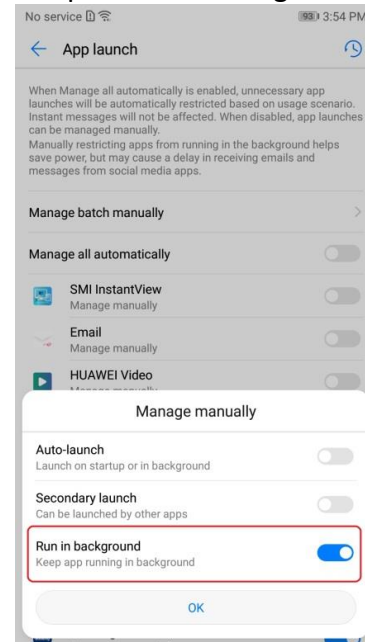 No service 93 3:54 PM
App launch
When Manage all automatically is enabled, unnecessary app
launches will be automatically restricted based on usage scenario.
Instant messages will not be affected. When disabled, app launches
can be managed manually.
Manually restricting apps from running in the background helps
save power, but may cause a delay in receiving emails and
messages from social media apps.
Manage batch manually
Manage all automatically
SMI InstantView
Manage manually
Email
Manage manually
HUAWEI Video
Manage manually
Auto-launch
Launch on startup or in background
Secondary launch
Can be launched by other apps
Run in background
Keep app running in background
OK